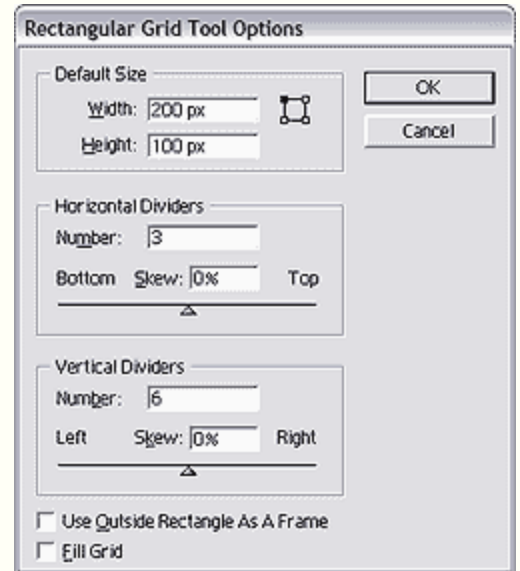 Rectangular Grid Tool Options
Default Size
Width: 200 px
Height: 100 px
OK
Cancel
Horizontal Dividers
Number: 3
Bottom Skew: 0% Top
Vertical Dividers
Number: 6
Left Skew: 0% Right
Use Outside Rectangle As A Frame
Fill Grid